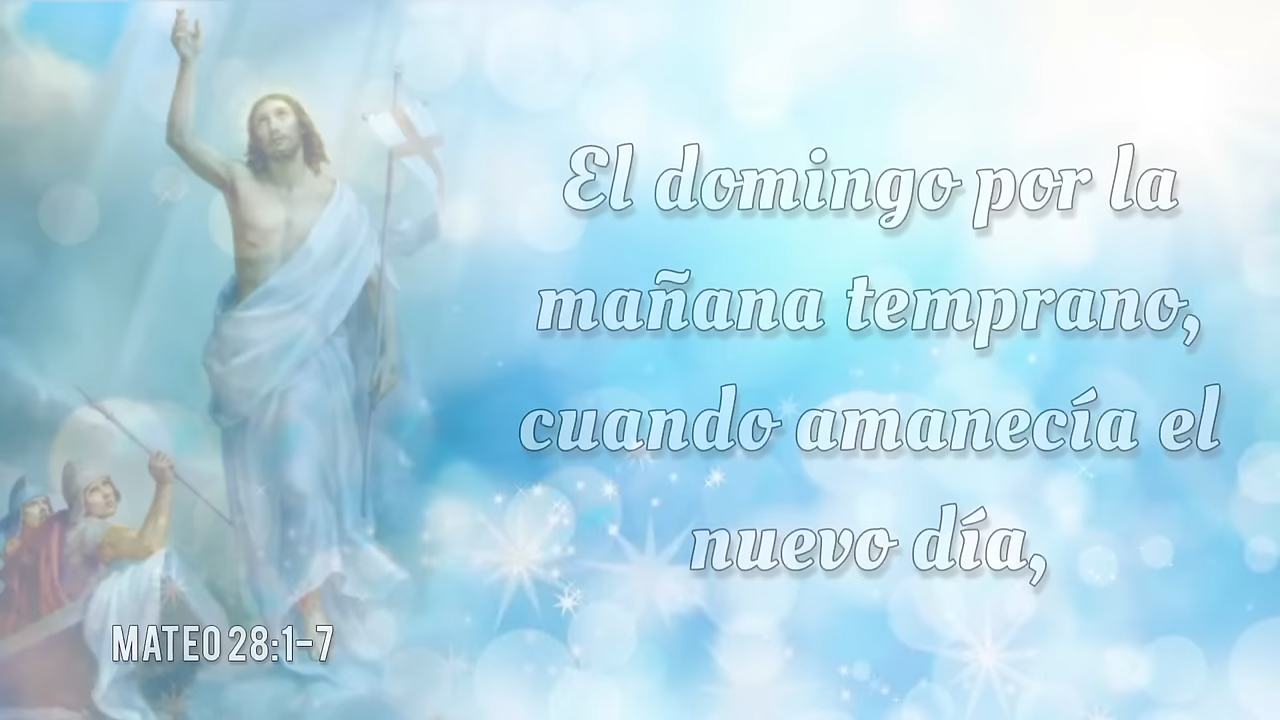 El domingo por la
mañana temprano,
cuando amanecía el
nuevo día,
MATEO 28:1-7